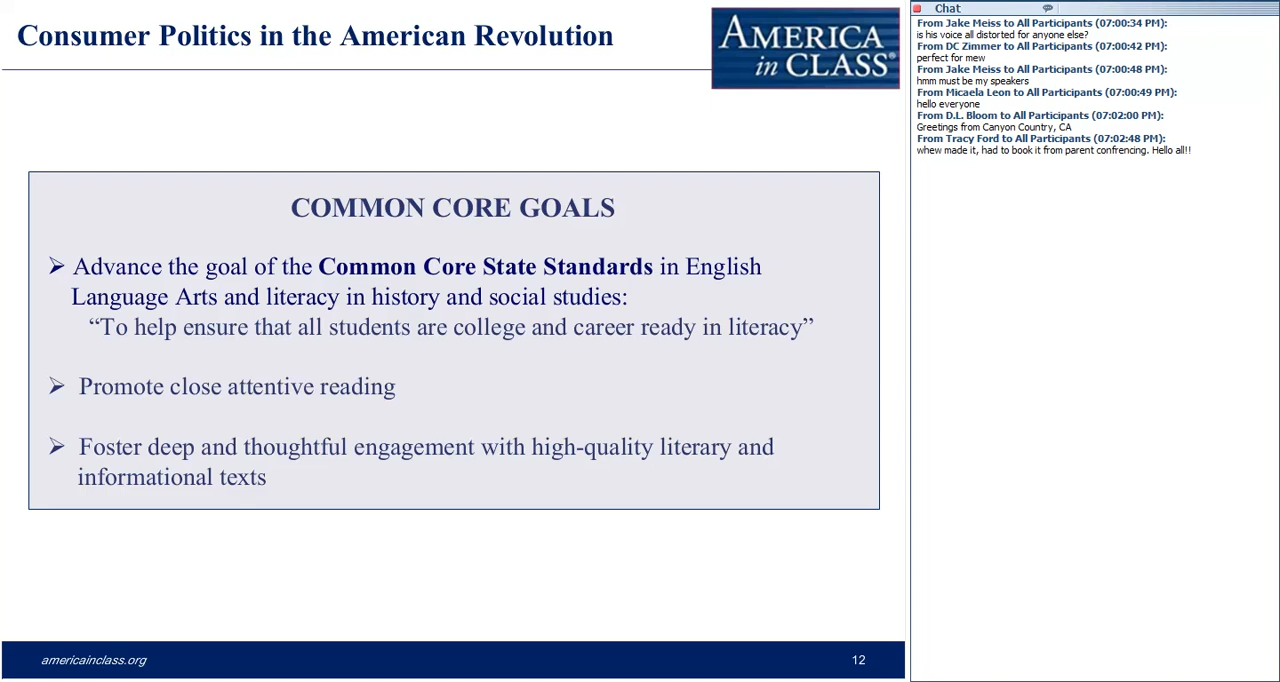 Consumer Politics in the American Revolution
AMERICA
in CLASS®
COMMON CORE GOALS
➢ Advance the goal of the Common Core State Standards in English
Language Arts and literacy in history and social studies:
“To help ensure that all students are college and career ready in literacy”
➢ Promote close attentive reading
➢ Foster deep and thoughtful engagement with high-quality literary and
informational texts
americainclass.org
12
Chat
From Jake Meiss to All Participants (07:00:34 PM):
is his voice all distorted for anyone else?
From DC Zimmer to All Participants (07:00:42 PM):
perfect for mew
From Jake Meiss to All Participants (07:00:48 PM):
hmm must be my speakers
From Micaela Leon to All Participants (07:00:49 PM):
hello everyone
From D.L. Bloom to All Participants (07:02:00 PM):
Greetings from Canyon Country, CA
From Tracy Ford to All Participants (07:02:48 PM):
whew made it, had to book it from parent confrencing. Hello all!!